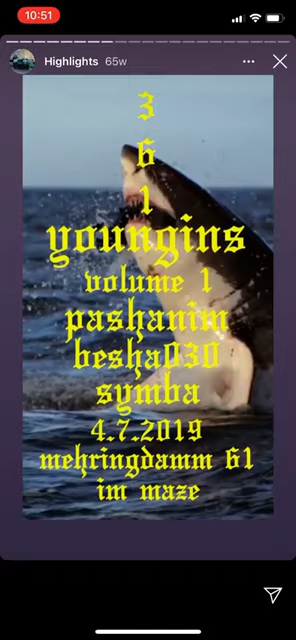 10:51
Highlights 65w
3
6
1
youngins
volume 1
pashanim
besha030
symba
4.7.2019
mehringdamm 61
im maze